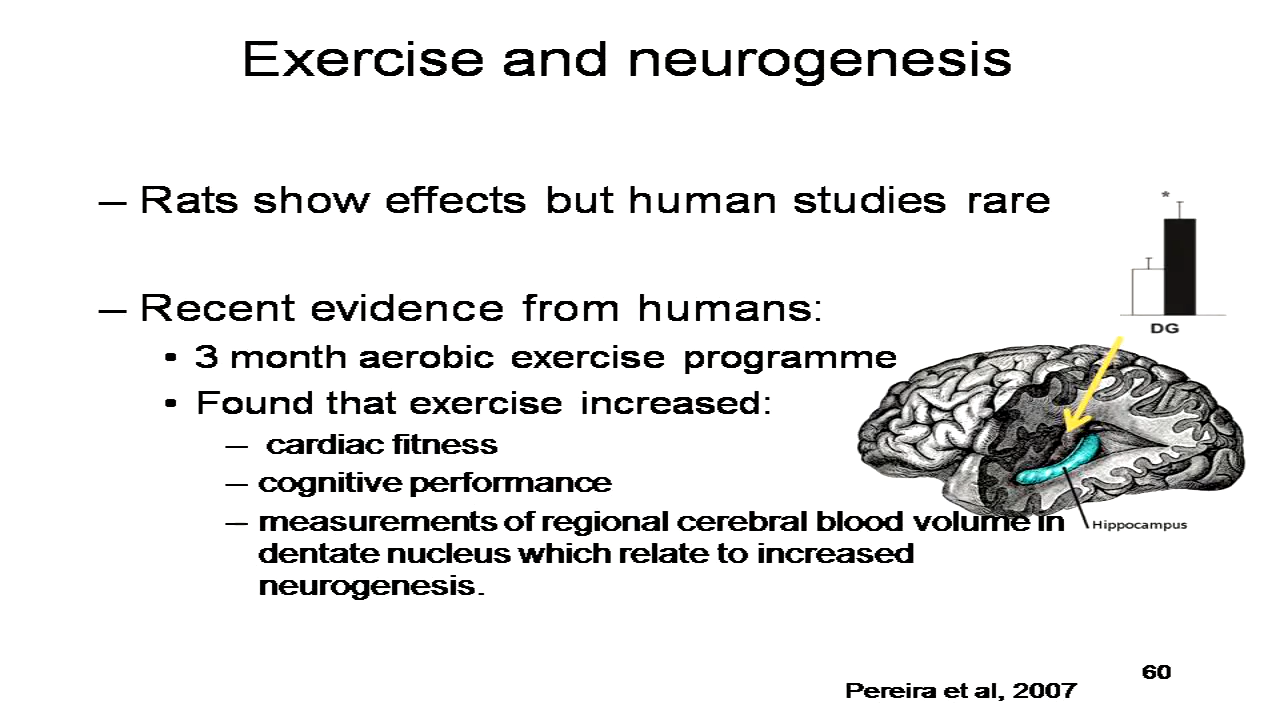 Exercise and neurogenesis
– Rats show effects but human studies rare
*
– Recent evidence from humans:
DG
• 3 month aerobic exercise programme
• Found that exercise increased:
– cardiac fitness
– cognitive performance
– measurements of regional cerebral blood volume in
Hippocampus
dentate nucleus which relate to increased
neurogenesis.
60
Pereira et al, 2007